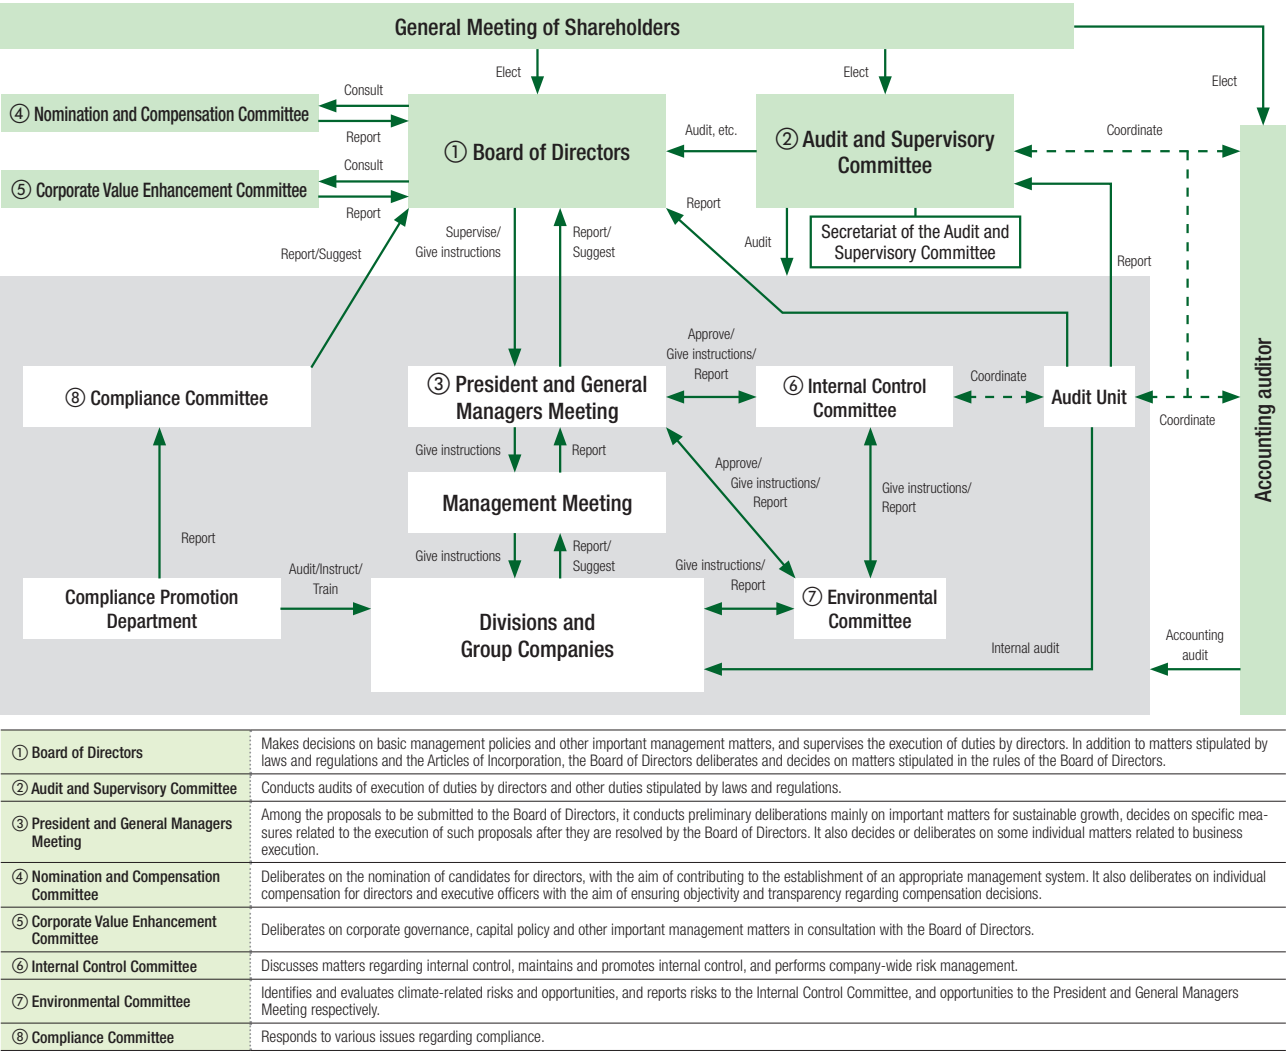 General Meeting of Shareholders
Elect
Elect
Elect
Consult
④ Nomination and Compensation Committee
Report
Consult
⑤ Corporate Value Enhancement Committee
Report
① Board of Directors
Audit, etc.
② Audit and Supervisory
Committee
Coordinate
Report/Suggest
Supervise/
Give instructions
Report/
Suggest
Report
Audit
Secretariat of the Audit and
Supervisory Committee
Report
⑧ Compliance Committee
③ President and General
Managers Meeting
Approve/
Give instructions/
Report
⑥ Internal Control
Committee
Coordinate
Audit Unit
Coordinate
Accounting auditor
Give instructions
Report
Approve/
Give instructions/
Report
Give instructions/
Report
Management Meeting
Report
Give instructions
Report/
Suggest
Give instructions/
Report
Audit/Instruct/
Train
Compliance Promotion
Department
Divisions and
Group Companies
⑦ Environmental
Committee
Internal audit
Accounting
audit
① Board of Directors
Makes decisions on basic management policies and other important management matters, and supervises the execution of duties by directors. In addition to matters stipulated by
laws and regulations and the Articles of Incorporation, the Board of Directors deliberates and decides on matters stipulated in the rules of the Board of Directors.
② Audit and Supervisory Committee
Conducts audits of execution of duties by directors and other duties stipulated by laws and regulations.
③ President and General Managers
Meeting
Among the proposals to be submitted to the Board of Directors, it conducts preliminary deliberations mainly on important matters for sustainable growth, decides on specific mea-
sures related to the execution of such proposals after they are resolved by the Board of Directors. It also decides or deliberates on some individual matters related to business
execution.
④ Nomination and Compensation
Committee
Deliberates on the nomination of candidates for directors, with the aim of contributing to the establishment of an appropriate management system. It also deliberates on individual
compensation for directors and executive officers with the aim of ensuring objectivity and transparency regarding compensation decisions.
⑤ Corporate Value Enhancement
Committee
Deliberates on corporate governance, capital policy and other important management matters in consultation with the Board of Directors.
⑥ Internal Control Committee
Discusses matters regarding internal control, maintains and promotes internal control, and performs company-wide risk management.
⑦ Environmental Committee
Identifies and evaluates climate-related risks and opportunities, and reports risks to the Internal Control Committee, and opportunities to the President and General Managers
Meeting respectively.
⑧ Compliance Committee
Responds to various issues regarding compliance.